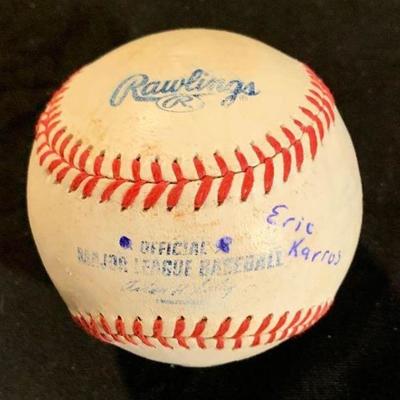 Rawlings
R
Eric
Karros
OFFICIAL
MAJOR LEAGUE BASEBALL